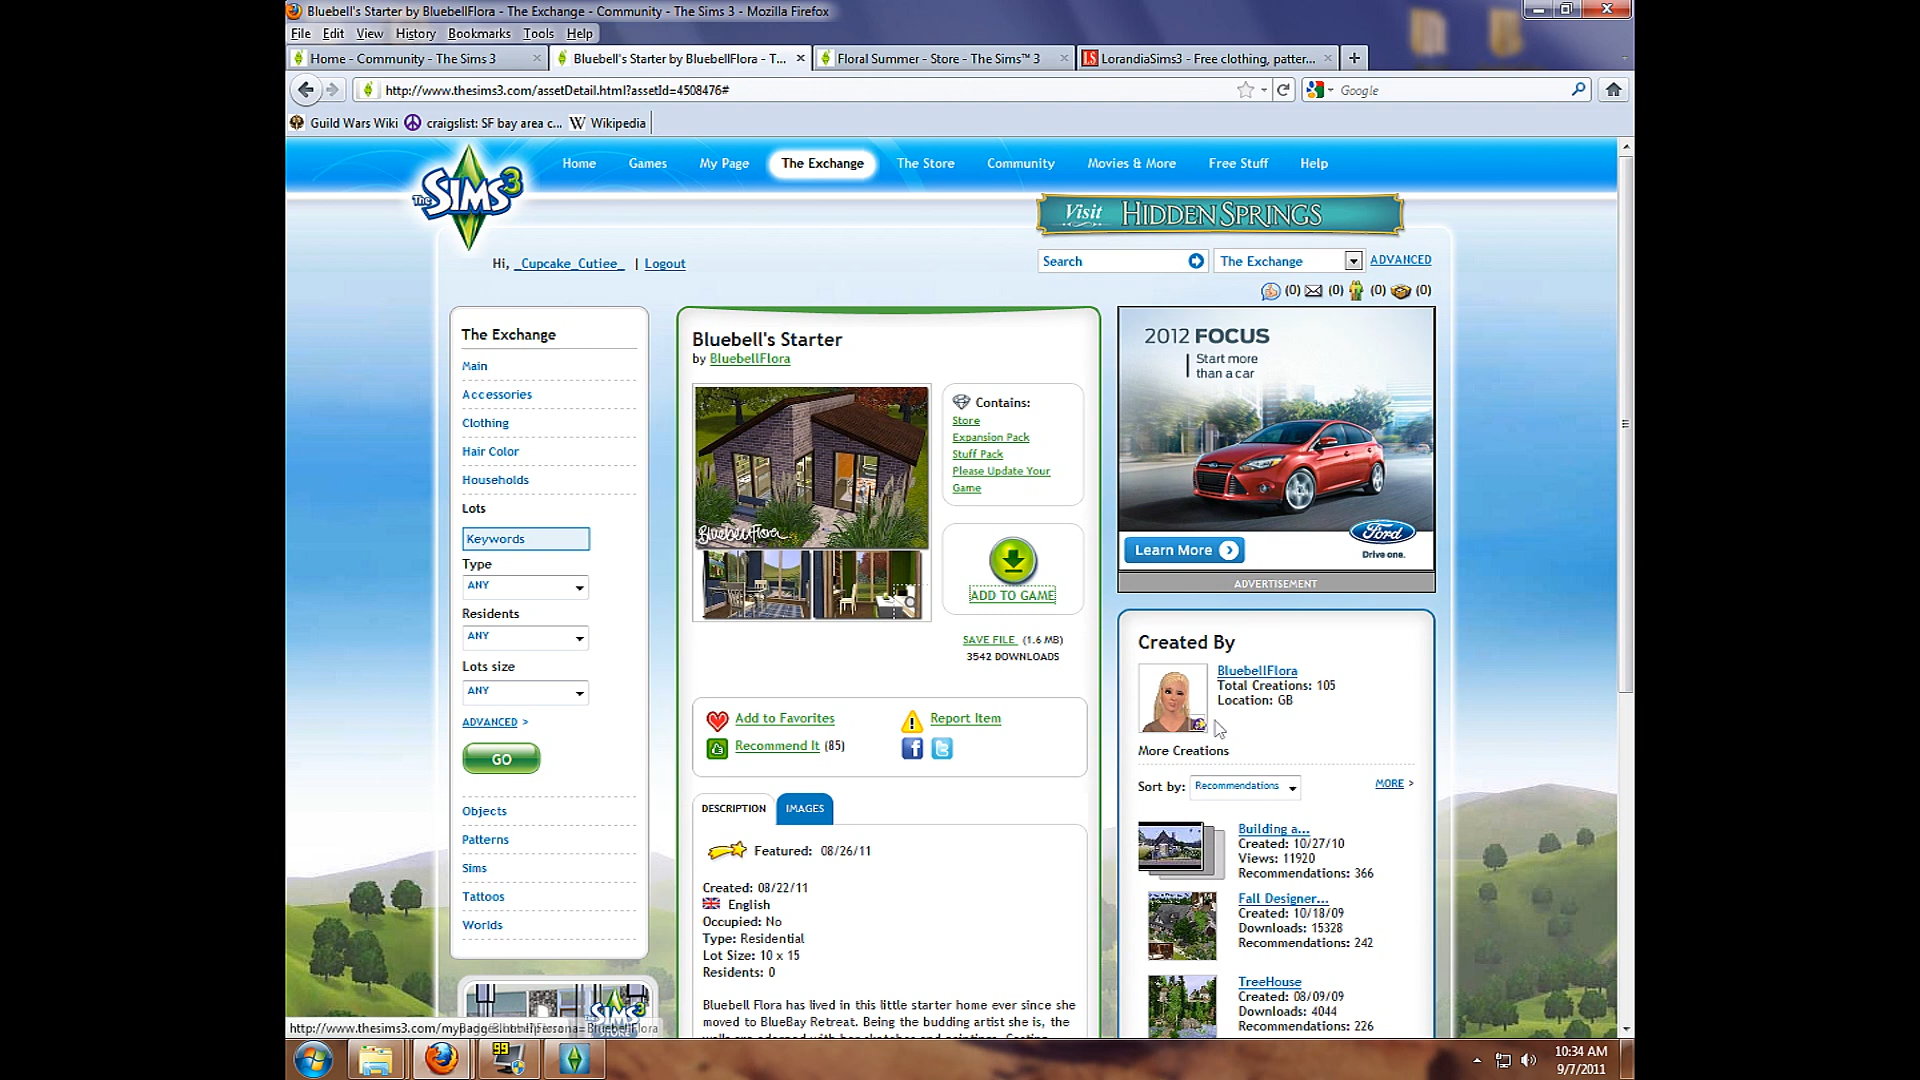 Bluebell's Starter by BluebellFlora - The Exchange - Community - The Sims 3 - Mozilla Firefox
File Edit View History Bookmarks Tools Help
Home - Community - The Sims 3
Bluebell's Starter by BluebellFlora - T...
Floral Summer - Store - The Sims™ 3
LS LorandiaSims3 - Free clothing, patter...
http://www.thesims3.com/assetDetail.html?assetId=4508476#
Google
Guild Wars Wiki craigslist: SF bay area c... W Wikipedia
The SIMS 3
Home Games My Page The Exchange The Store Community Movies & More Free Stuff Help
Visit HIDDEN SPRINGS
Hi, _Cupcake_Cutiee_ | Logout
Search The Exchange ADVANCED
(0) (0) (0) (0)
The Exchange
Main
Accessories
Clothing
Hair Color
Households
Lots
Keywords
Type
ANY
Residents
ANY
Lots size
ANY
ADVANCED >
GO
Objects
Patterns
Sims
Tattoos
Worlds
Bluebell's Starter
by BluebellFlora
BluebellFlora
Contains:
Store
Expansion Pack
Stuff Pack
Please Update Your
Game
ADD TO GAME
SAVE FILE (1.6 MB)
3542 DOWNLOADS
Add to Favorites
Report Item
Recommend It (85)
DESCRIPTION IMAGES
Featured: 08/26/11
Created: 08/22/11
English
Occupied: No
Type: Residential
Lot Size: 10 x 15
Residents: 0
Bluebell Flora has lived in this little starter home ever since she
moved to BlueBay Retreat. Being the budding artist she is, the
2012 FOCUS
Start more
than a car
Learn More
Ford
Drive one.
ADVERTISEMENT
Created By
BluebellFlora
Total Creations: 105
Location: GB
More Creations
Sort by: Recommendations MORE >
Building a...
Created: 10/27/10
Views: 11920
Recommendations: 366
Fall Designer...
Created: 10/18/09
Downloads: 15328
Recommendations: 242
TreeHouse
Created: 08/09/09
Downloads: 4044
Recommendations: 226
99
10:34 AM
9/7/2011